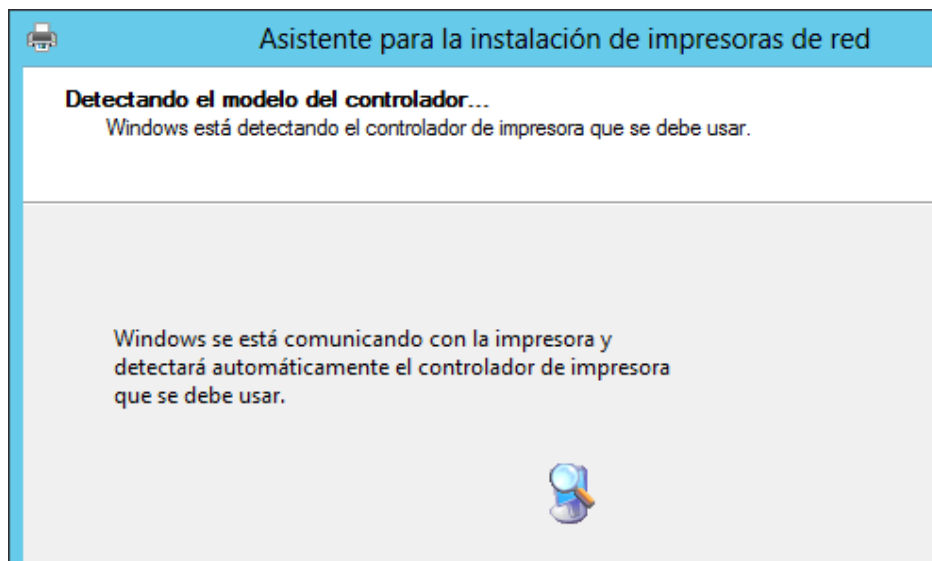 Asistente para la instalación de impresoras de red
Detectando el modelo del controlador...
Windows está detectando el controlador de impresora que se debe usar.
Windows se está comunicando con la impresora y
detectará automáticamente el controlador de impresora
que se debe usar.